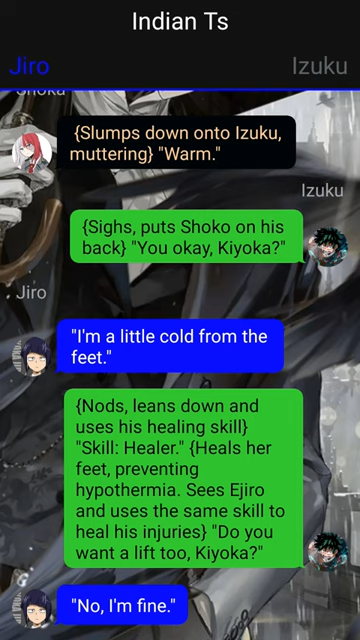 Indian Ts
Jiro
Izuku
Shoka
{Slumps down onto Izuku,
muttering} "Warm."
Izuku
{Sighs, puts Shoko on his
back} "You okay, Kiyoka?"
Jiro
"I'm a little cold from the
feet."
{Nods, leans down and
uses his healing skill}
"Skill: Healer." {Heals her
feet, preventing
hypothermia. Sees Ejiro
and uses the same skill to
heal his injuries} "Do you
want a lift too, Kiyoka?"
"No, I'm fine."